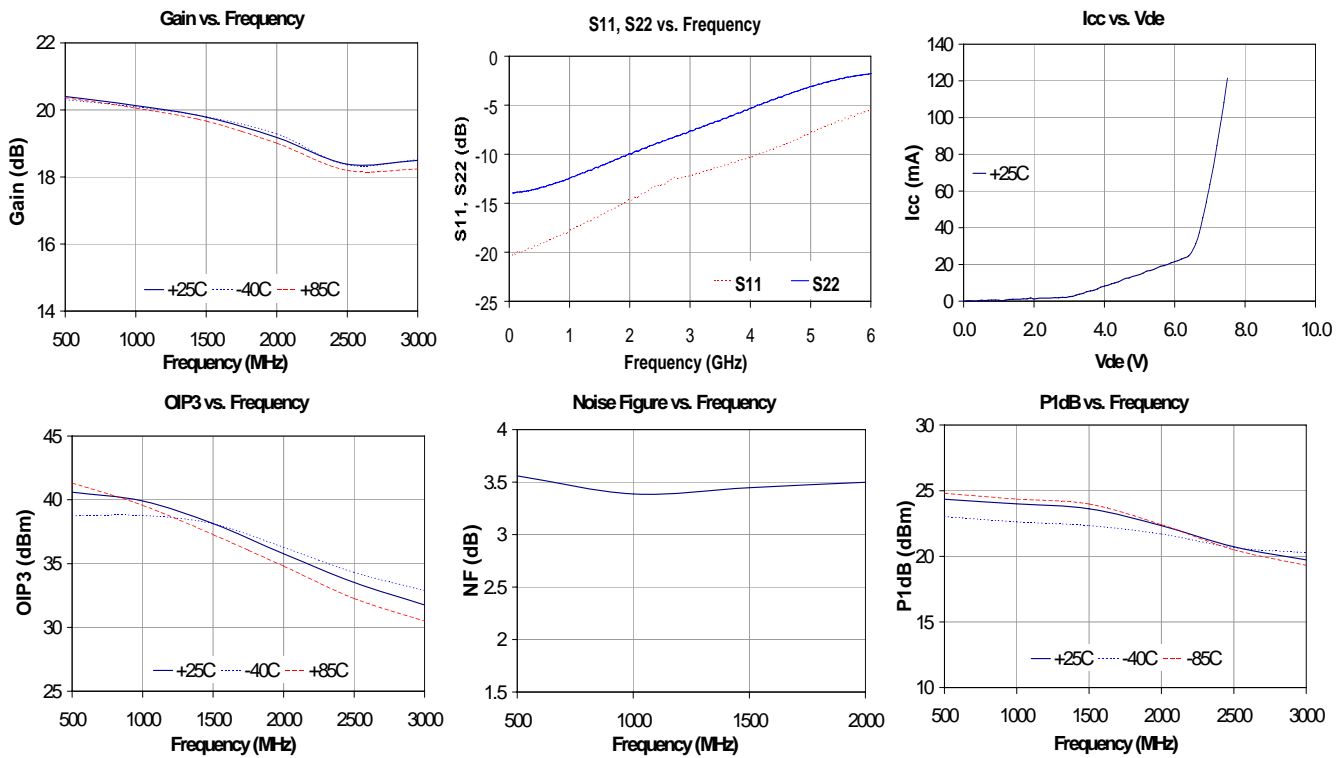 Gain vs. Frequency
22
20
18
16
14
Gain (dB)
+25C -40C +85C
500 1000 1500 2000 2500 3000
Frequency (MHz)
S11, S22 vs. Frequency
0
-5
-10
-15
-20
-25
S11, S22 (dB)
S11 S22
0 1 2 3 4 5 6
Frequency (GHz)
Icc vs. Vde
140
120
100
80
60
40
20
0
Icc (mA)
+25C
0.0 2.0 4.0 6.0 8.0 10.0
Vde (V)
OIP3 vs. Frequency
45
40
35
30
25
OIP3 (dBm)
+25C -40C +85C
500 1000 1500 2000 2500 3000
Frequency (MHz)
Noise Figure vs. Frequency
4
3.5
3
2.5
2
1.5
NF (dB)
500 1000 1500 2000
Frequency (MHz)
P1dB vs. Frequency
30
25
20
15
10
P1dB (dBm)
+25C -40C -85C
500 1000 1500 2000 2500 3000
Frequency (MHz)